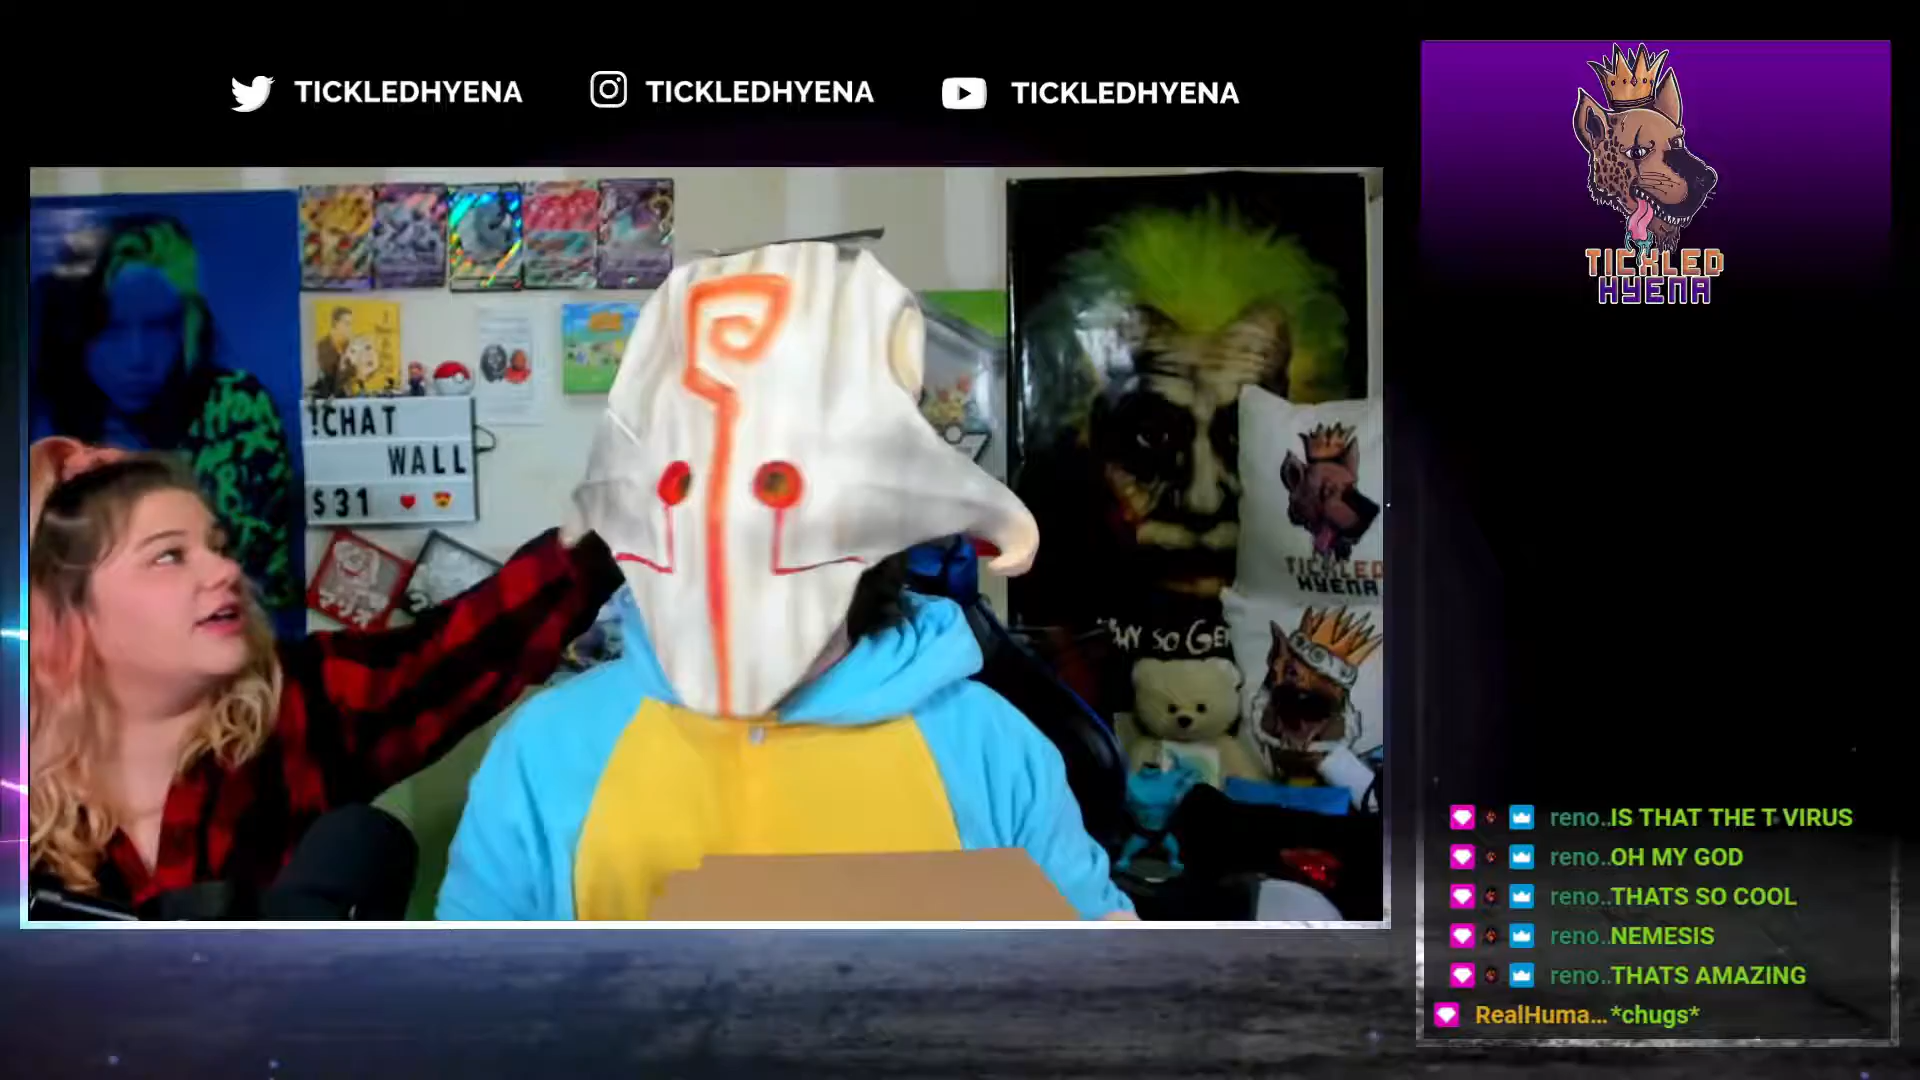 TICKLEDHYENA
TICKLEDHYENA
TICKLEDHYENA
TICKLED
HYENA
!CHAT
WALL
$31
TICKLED
HYENA
reno..IS THAT THE T VIRUS
reno..OH MY GOD
reno..THATS SO COOL
reno..NEMESIS
reno..THATS AMAZING
RealHuma...*chugs*